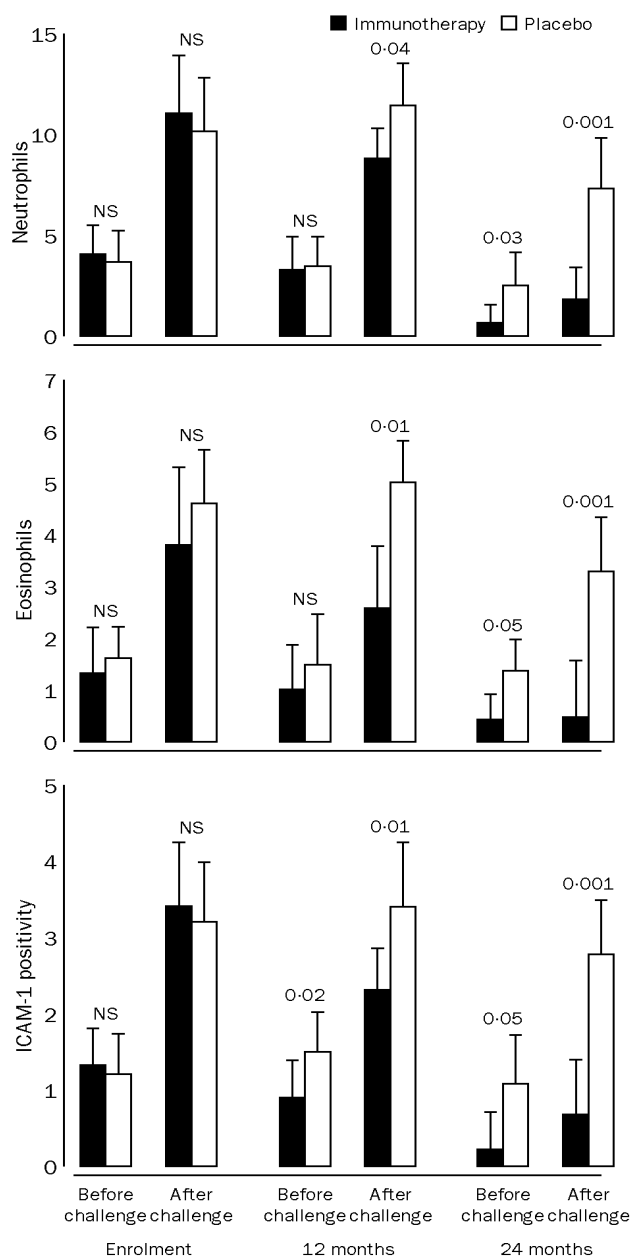 Immunotherapy Placebo
15
NS
0·04
10
0·001
Neutrophils
NS
NS
0·03
5
0
7
6
NS
0·01
5
0·001
4
Eosinophils
3
NS
NS
0·05
2
1
0
5
NS
0·01
4
0·001
3
ICAM-1 positivity
NS
0·02
0·05
2
1
0
Before challenge After challenge Before challenge After challenge Before challenge After challenge
Enrolment 12 months 24 months